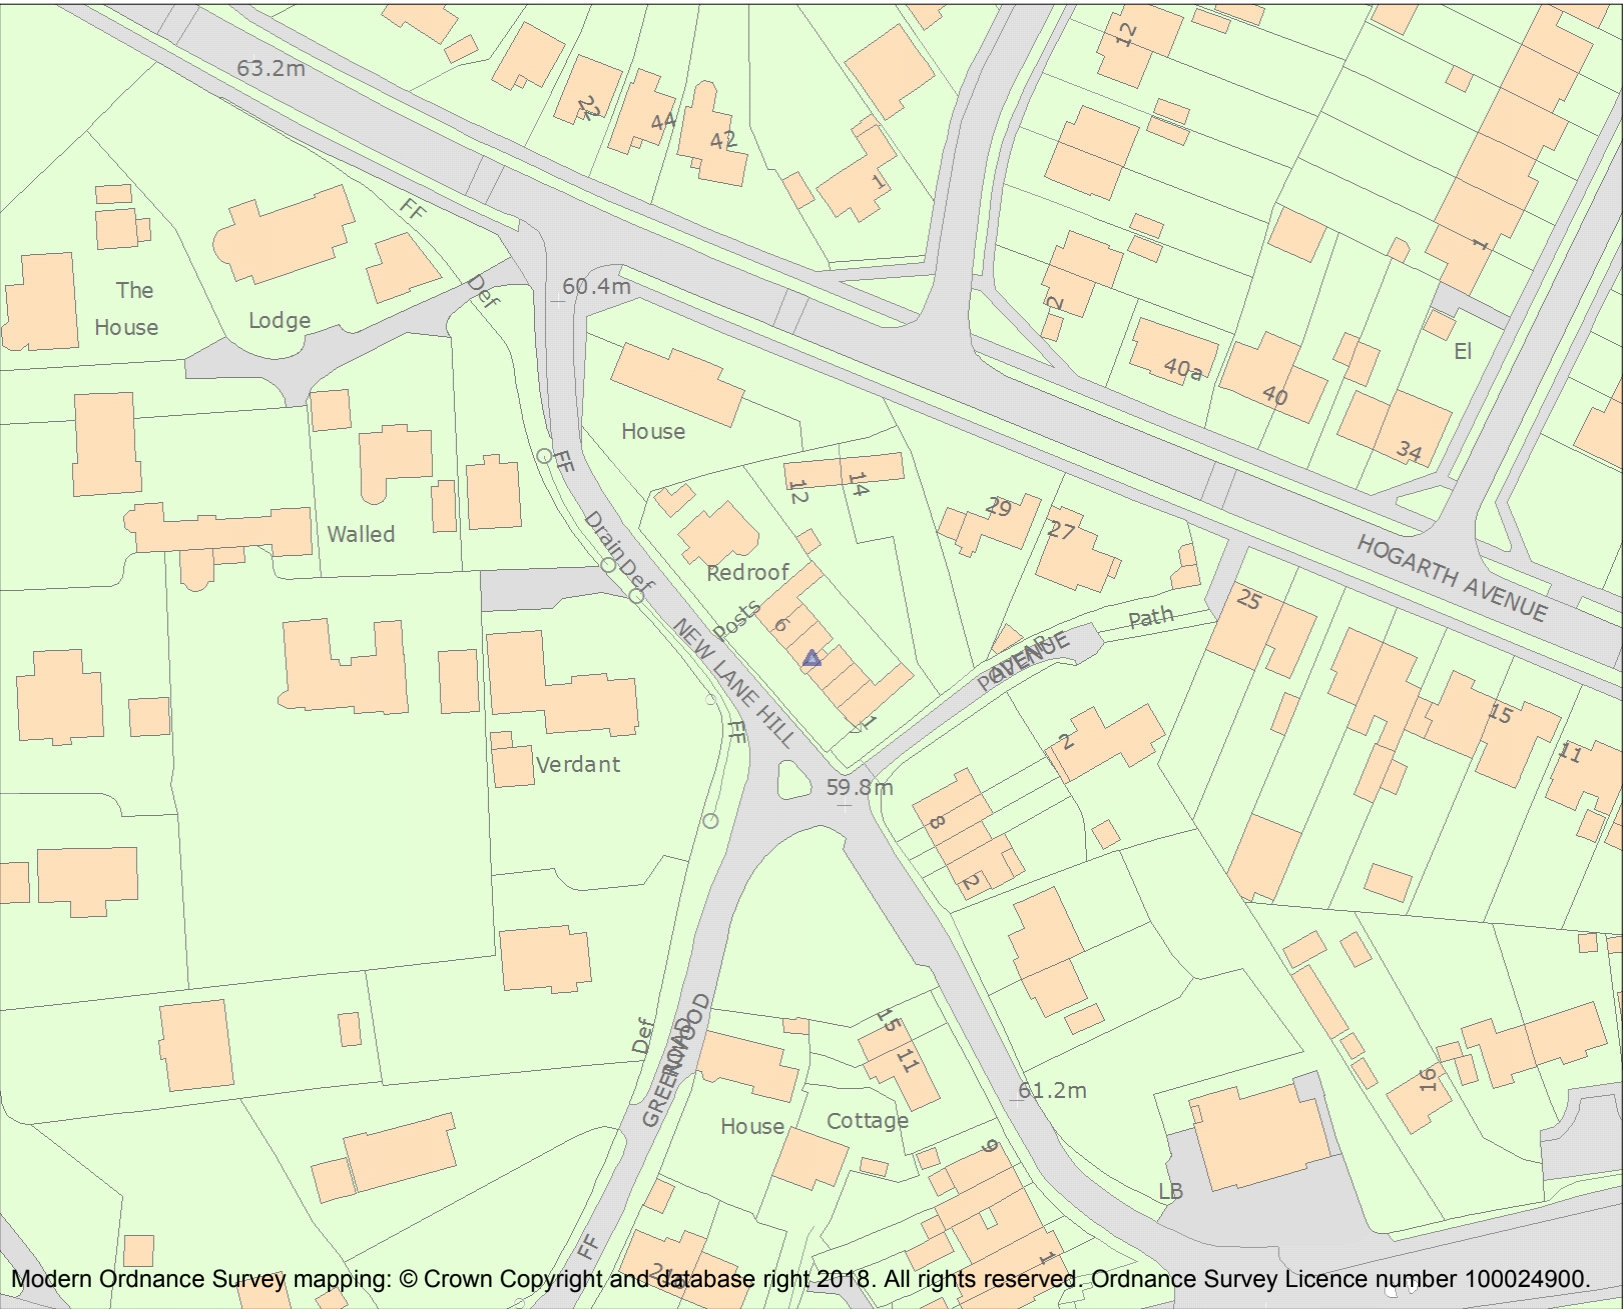 12
63.2m
22
44
42
1
1
FF
The
House
Lodge
Def
60.4m
2
El
40a
40
34
House
FF
12
14
Walled
29
27
Drain
Def
HOGARTH AVENUE
Redroof
Posts
6
25
Path
NEW LANE HILL
POPLAR
AVENUE
FF
1
2
15
11
Verdant
59.8m
8
2
GREENWOOD
ROAD
Def
15
11
61.2m
16
House
Cottage
9
LB
FF
1
Modern Ordnance Survey mapping: © Crown Copyright and database right 2018. All rights reserved. Ordnance Survey Licence number 100024900.